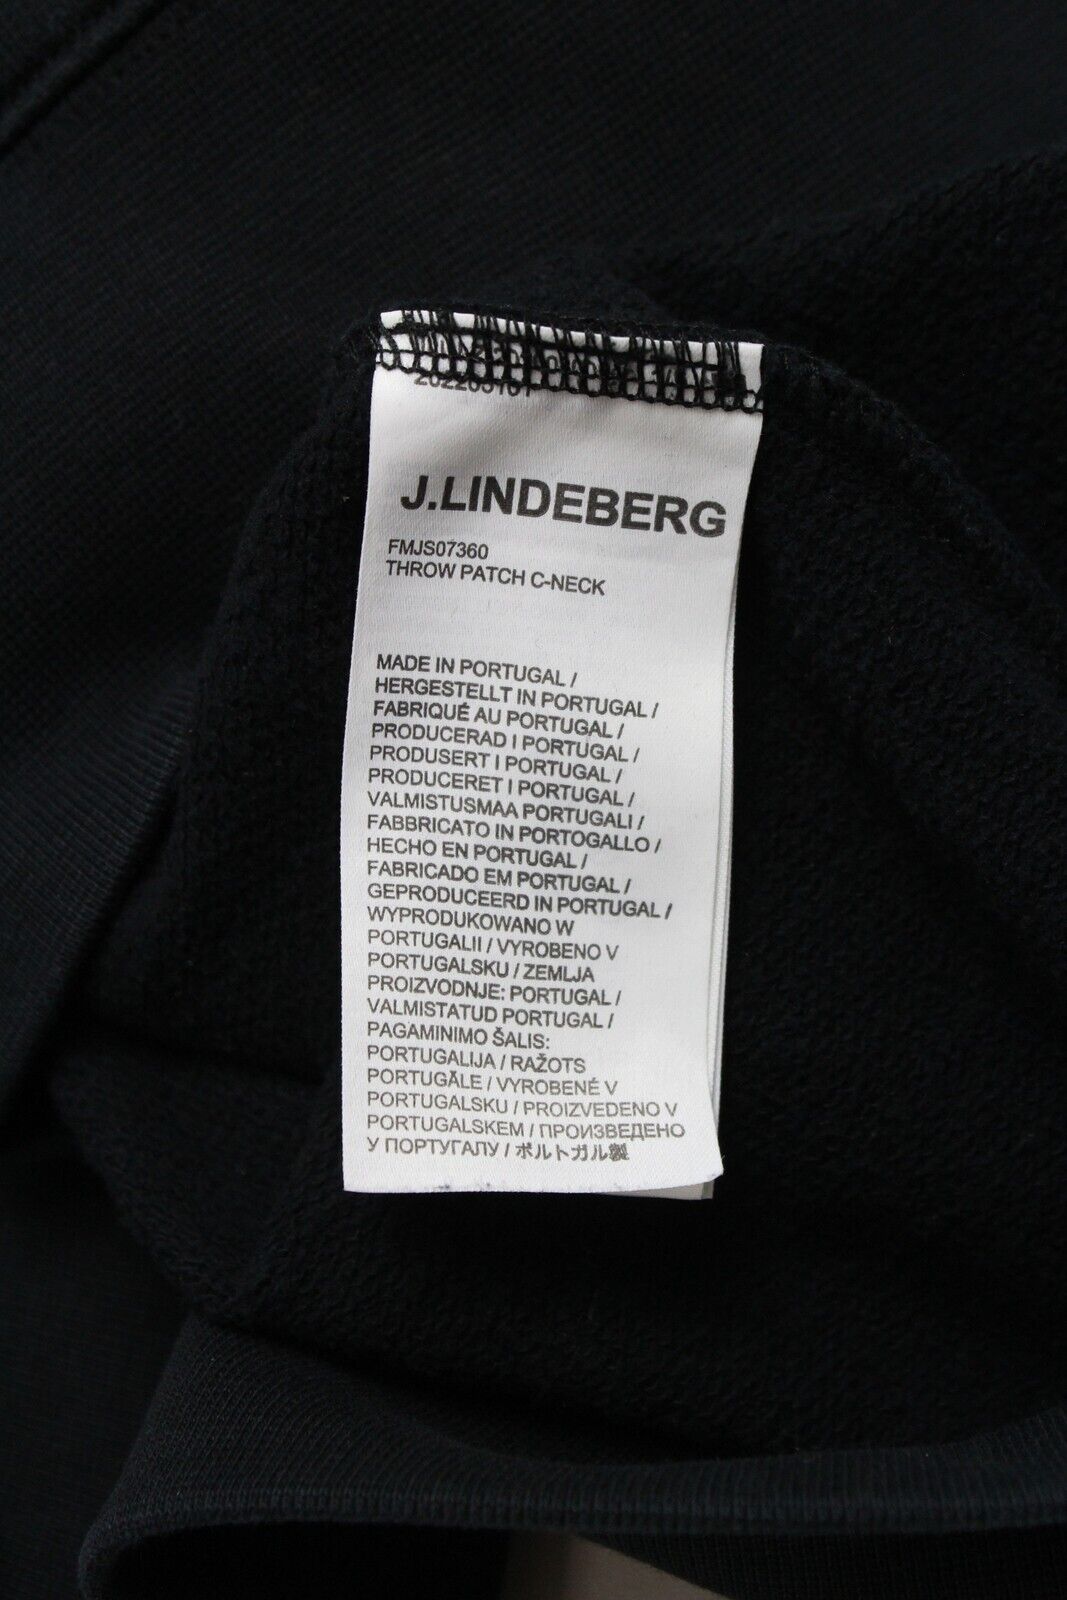 J.LINDEBERG
FMJS07360
THROW PATCH C-NECK
MADE IN PORTUGAL /
HERGESTELLT IN PORTUGAL /
FABRIQUÉ AU PORTUGAL /
PRODUCERAD I PORTUGAL /
PRODUSERT I PORTUGAL /
PRODUCERET I PORTUGAL /
VALMISTUSMAA PORTUGALI /
FABBRICATO IN PORTOGALLO /
HECHO EN PORTUGAL /
FABRICADO EM PORTUGAL /
GEPRODUCEERD IN PORTUGAL /
WYPRODUKOWANO W
PORTUGALII / VYROBENO V
PORTUGALSKU / ZEMLJA
PROIZVODNJE: PORTUGAL /
VALMISTATUD PORTUGAL /
PAGAMINIMO ŠALIS:
PORTUGALIJA / RAŽOTS
PORTUGĀLE / VYROBENÉ V
PORTUGALSKU / PROIZVEDENO V
PORTUGALSKEM / ПРОИЗВЕДЕНО
У ПОРТУГАЛУ / ポルトガル製